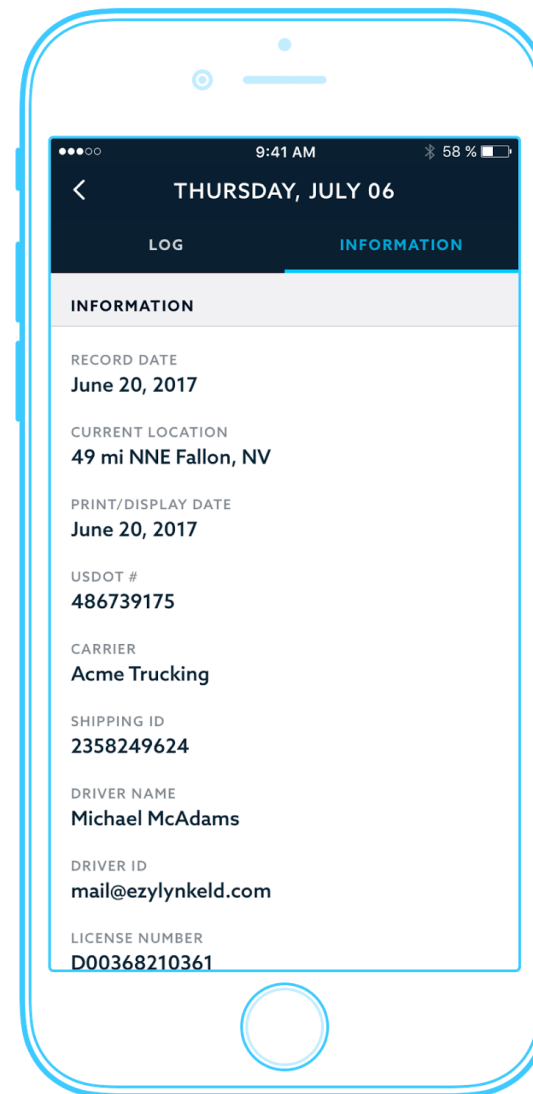 9:41 AM
58 %
THURSDAY, JULY 06
LOG
INFORMATION
INFORMATION
RECORD DATE
June 20, 2017
CURRENT LOCATION
49 mi NNE Fallon, NV
PRINT/DISPLAY DATE
June 20, 2017
USDOT #
486739175
CARRIER
Acme Trucking
SHIPPING ID
2358249624
DRIVER NAME
Michael McAdams
DRIVER ID
mail@ezylynkeld.com
LICENSE NUMBER
D00368210361